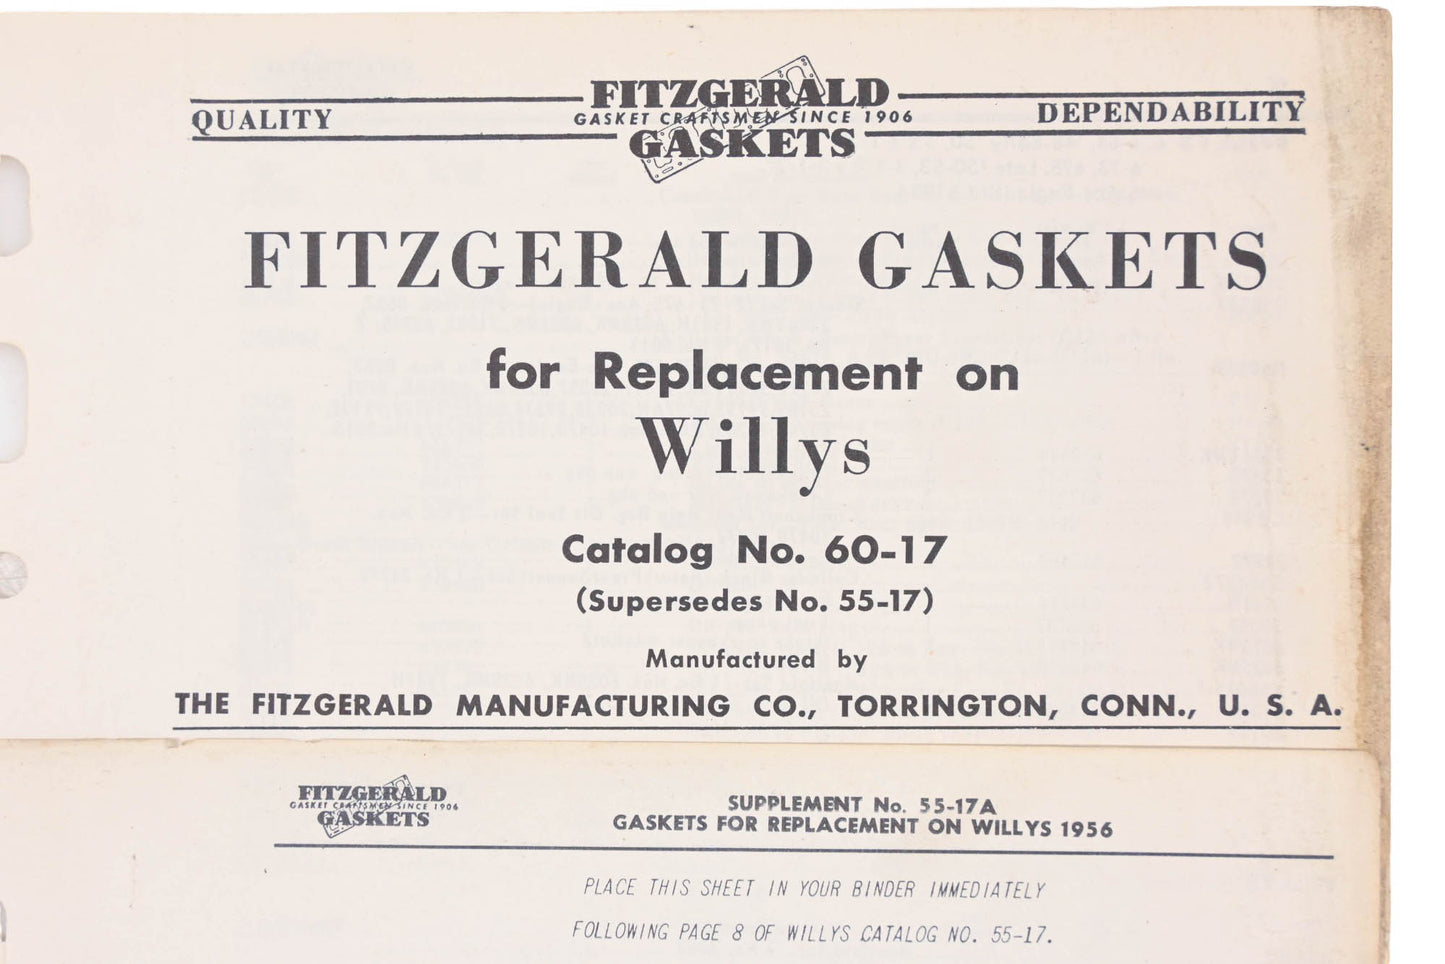 QUALITY
FITZGERALD
GASKET CRAFTSMEN SINCE 1906
GASKETS
DEPENDABILITY
FITZGERALD GASKETS
for Replacement on
Willys
Catalog No. 60-17
(Supersedes No. 55-17)
Manufactured by
THE FITZGERALD MANUFACTURING CO., TORRINGTON, CONN., U. S. A.
FITZGERALD
GASKET CRAFTSMEN SINCE 1906
GASKETS
SUPPLEMENT No. 55-17A
GASKETS FOR REPLACEMENT ON WILLYS 1956
PLACE THIS SHEET IN YOUR BINDER IMMEDIATELY
FOLLOWING PAGE 8 OF WILLYS CATALOG NO. 55-17.